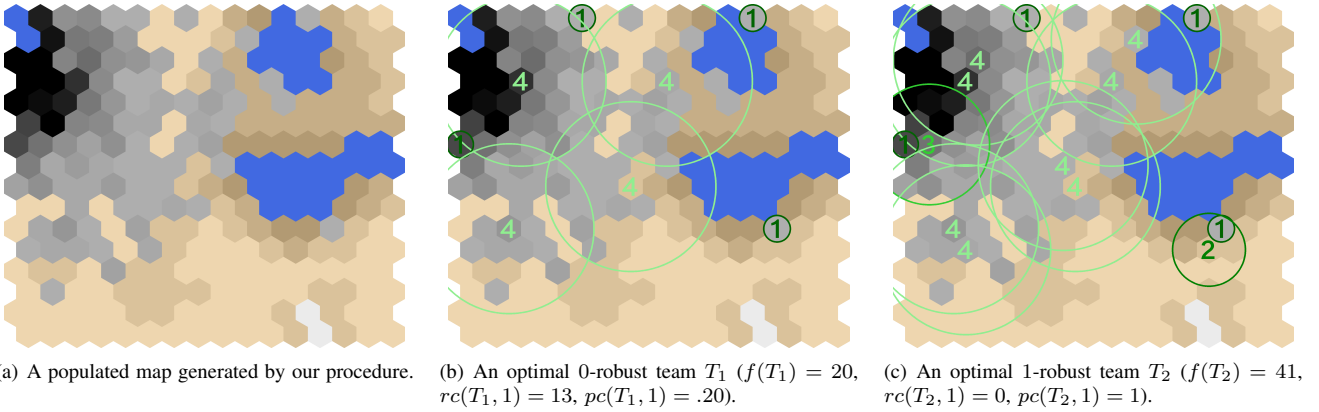 1 1 1 1
4 4
4 4 4
4
1 1 3
4
4 4
4 1 4 1
4 2
(a) A populated map generated by our procedure.
(b) An optimal 0-robust team T₁ (f(T₁) = 20,
rc(T₁, 1) = 13, pc(T₁, 1) = .20).
(c) An optimal 1-robust team T₂ (f(T₂) = 41,
rc(T₂, 1) = 0, pc(T₂, 1) = 1).